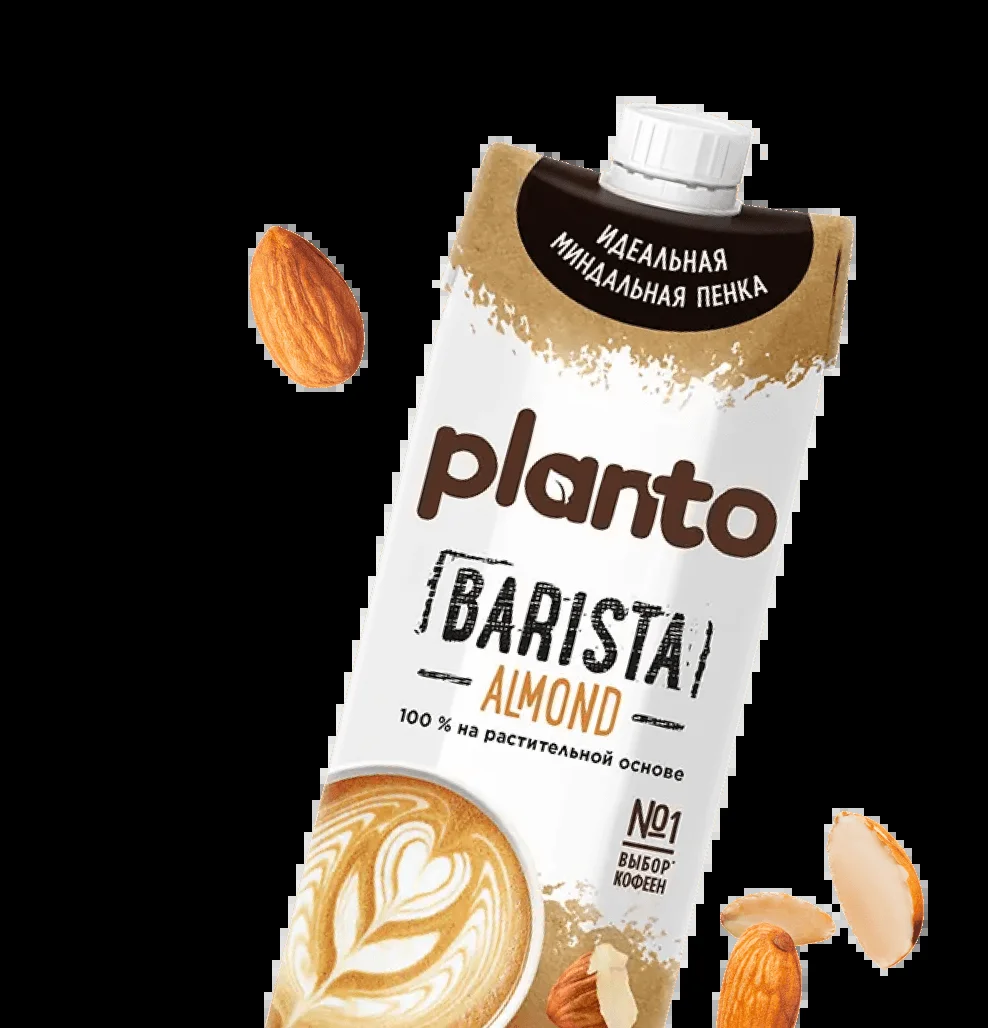 ИДЕАЛЬНАЯ
МИНДАЛЬНАЯ ПЕНКА
planto
BARISTA
ALMOND
100 % на растительной основе
№1
ВЫБОР*
КОФЕЕН